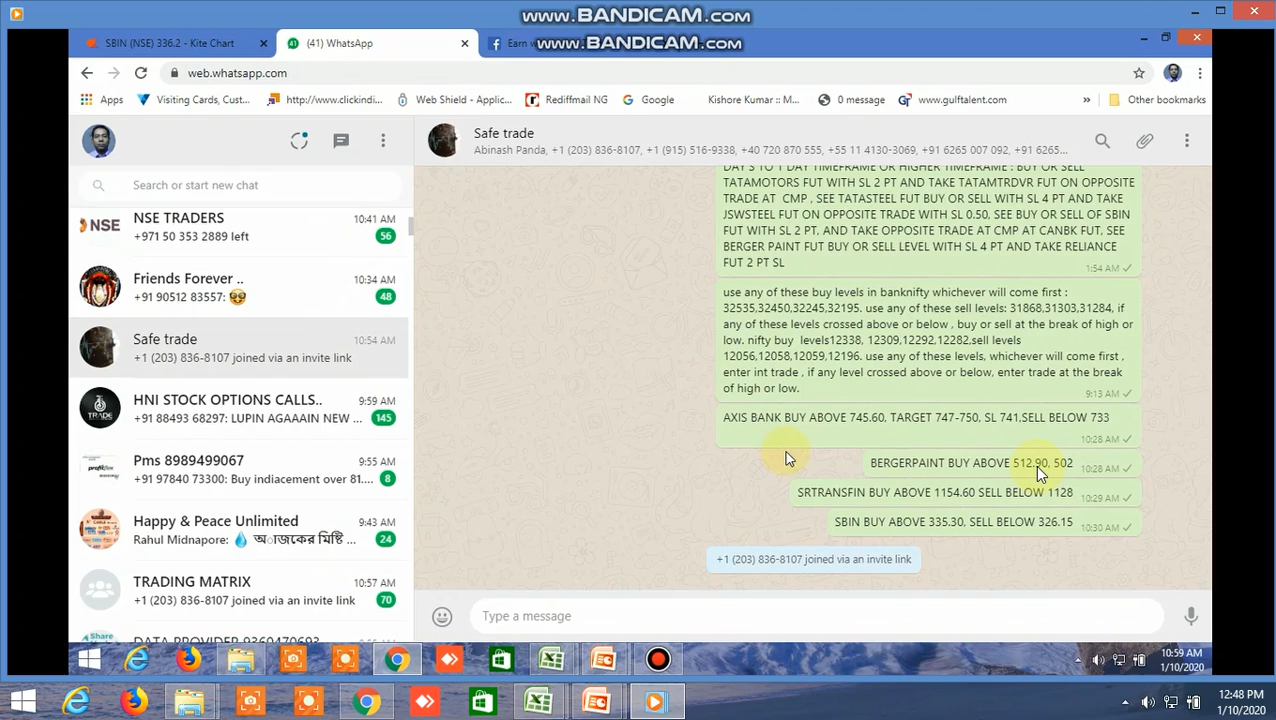 www.BANDICAM.com
www.BANDICAM.com
SBIN (NSE) 336.2 - Kite Chart
(41) WhatsApp
Earn
web.whatsapp.com
Apps
Visiting Cards, Cust...
http://www.clickindi...
Web Shield - Applic...
Rediffmail NG
Google
Kishore Kumar :: M...
0 message
www.gulftalent.com
»
Other bookmarks
Search or start new chat
NSE TRADERS 10:41 AM
+971 50 353 2889 left 56
Friends Forever .. 10:34 AM
+91 90512 83557: 😎 48
Safe trade 10:54 AM
+1 (203) 836-8107 joined via an invite link
HNI STOCK OPTIONS CALLS.. 9:59 AM
+91 88493 68297: LUPIN AGAAAIN NEW ... 145
Pms 8989499067 9:55 AM
+91 97840 73300: Buy indiacement over 81.... 8
Happy & Peace Unlimited 9:43 AM
Rahul Midnapore: 💧 আজকের মিষ্টি ... 24
TRADING MATRIX 10:57 AM
+1 (203) 836-8107 joined via an invite link 70
DATA PROVIDER 9360470693
Safe trade
Abinash Panda, +1 (203) 836-8107, +1 (915) 516-9338, +40 720 870 555, +55 11 4130-3069, +91 6265 007 092, +91 6265...
DAY S TO 1 DAY TIMEFRAME OR HIGHER TIMEFRAME : BUY OR SELL
TATAMOTORS FUT WITH SL 2 PT AND TAKE TATAMTRDVR FUT ON OPPOSITE
TRADE AT CMP , SEE TATASTEEL FUT BUY OR SELL WITH SL 4 PT AND TAKE
JSWSTEEL FUT ON OPPOSITE TRADE WITH SL 0.50, SEE BUY OR SELL OF SBIN
FUT WITH SL 2 PT, AND TAKE OPPOSITE TRADE AT CMP AT CANBK FUT, SEE
BERGER PAINT FUT BUY OR SELL LEVEL WITH SL 4 PT AND TAKE RELIANCE
FUT 2 PT SL
1:54 AM
use any of these buy levels in banknifty whichever will come first :
32535,32450,32245,32195. use any of these sell levels: 31868,31303,31284, if
any of these levels crossed above or below , buy or sell at the break of high or
low. nifty buy levels12338, 12309,12292,12282,sell levels
12056,12058,12059,12196. use any of these levels, whichever will come first ,
enter int trade , if any level crossed above or below, enter trade at the break
of high or low.
9:13 AM
AXIS BANK BUY ABOVE 745.60, TARGET 747-750, SL 741,SELL BELOW 733
10:28 AM
BERGERPAINT BUY ABOVE 512.90, 502 10:28 AM
SRTRANSFIN BUY ABOVE 1154.60 SELL BELOW 1128 10:29 AM
SBIN BUY ABOVE 335.30, SELL BELOW 326.15 10:30 AM
+1 (203) 836-8107 joined via an invite link
Type a message
10:59 AM
1/10/2020
12:48 PM
1/10/2020